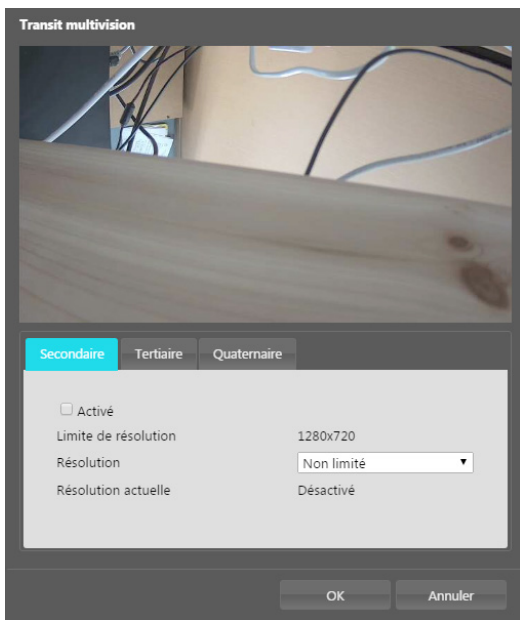 Transit multivision
Secondaire Tertiaire Quaternaire
Activé
Limite de résolution 1280x720
Résolution Non limité
Résolution actuelle Désactivé
OK Annuler